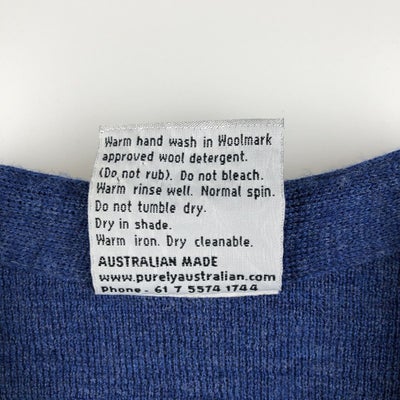 Warm hand wash in Woolmark
approved wool detergent.
(Do not rub). Do not bleach.
Warm rinse well. Normal spin.
Do not tumble dry.
Dry in shade.
Warm iron. Dry cleanable.
AUSTRALIAN MADE
www.purelyaustralian.com
Phone - 61 7 5574 1744